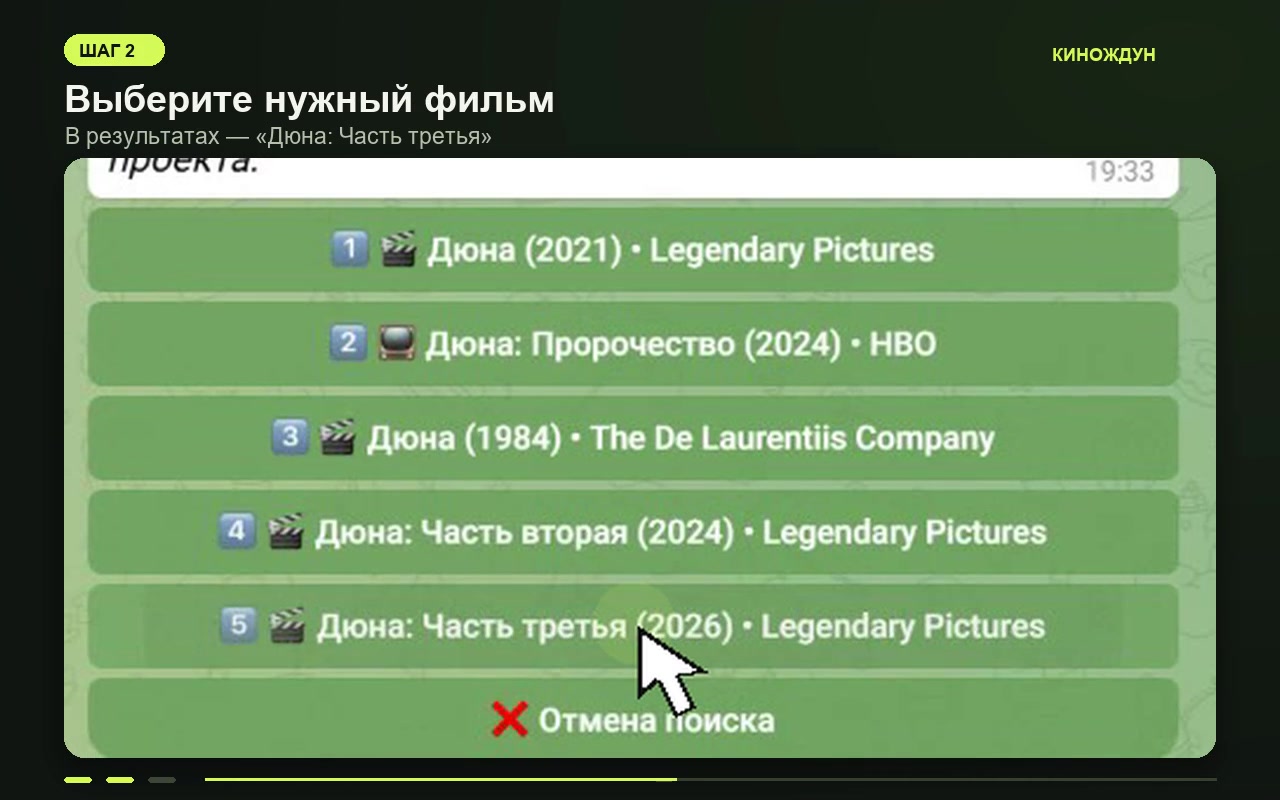 ШАГ 2
КИНОЖДУН
Выберите нужный фильм
В результатах — «Дюна: Часть третья»
проекта.
19:33
1 Дюна (2021) • Legendary Pictures
2 Дюна: Пророчество (2024) • HBO
3 Дюна (1984) • The De Laurentiis Company
4 Дюна: Часть вторая (2024) • Legendary Pictures
5 Дюна: Часть третья (2026) • Legendary Pictures
❌ Отмена поиска